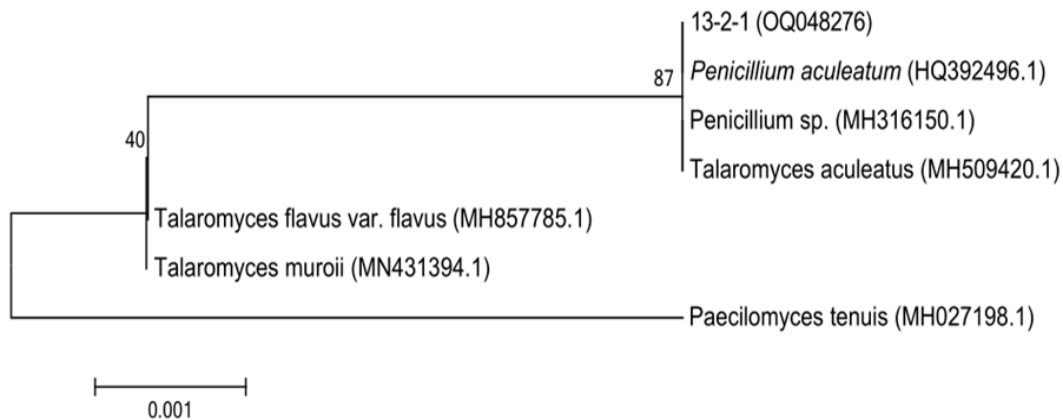 13-2-1 (OQ048276)
87
Penicillium aculeatum (HQ392496.1)
Penicillium sp. (MH316150.1)
40
Talaromyces aculeatus (MH509420.1)
Talaromyces flavus var. flavus (MH857785.1)
Talaromyces muroii (MN431394.1)
Paecilomyces tenuis (MH027198.1)
0.001